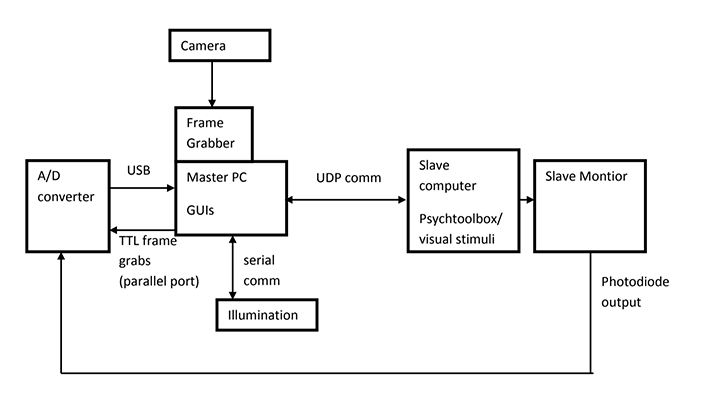 Camera
Frame
Grabber
A/D
converter
USB
Master PC
GUIs
UDP comm
Slave
computer
Psychtoolbox/
visual stimuli
Slave Montior
TTL frame
grabs
(parallel port)
serial
comm
Illumination
Photodiode
output